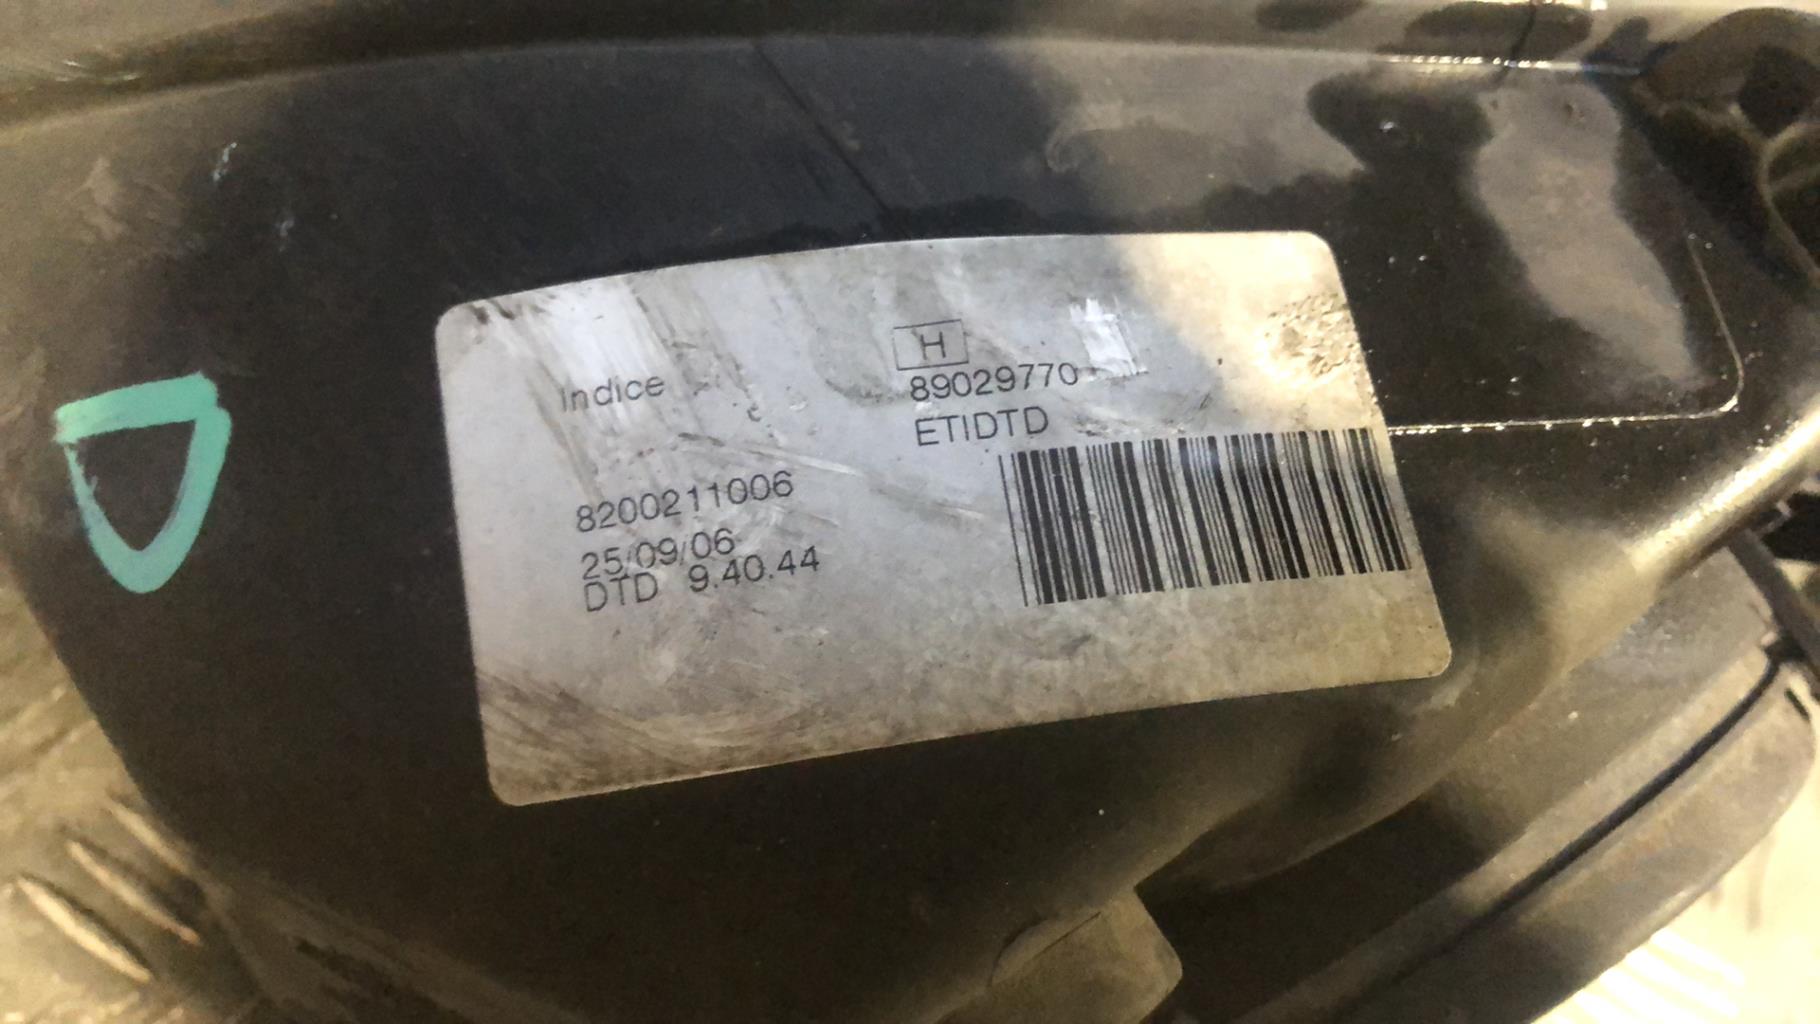 H
Indice
89029770
ETIDTD
8200211006
25/09/06
DTD 9.40.44